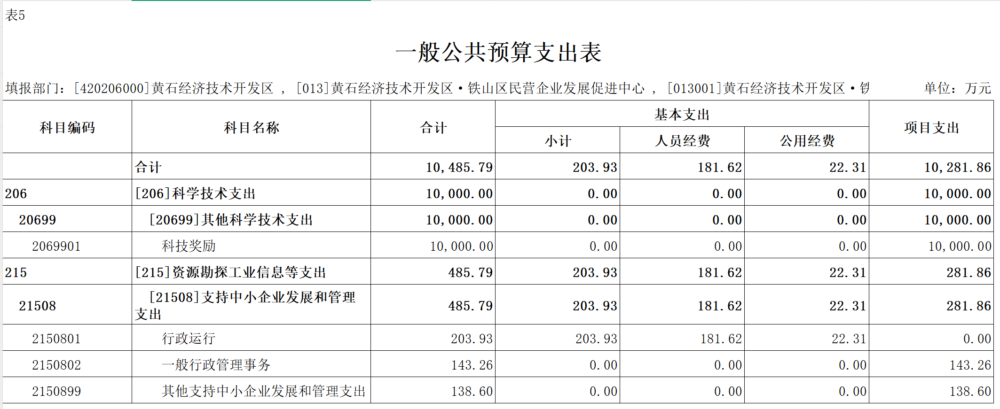 表5
一般公共预算支出表
填报部门：[420206000]黄石经济技术开发区 , [013]黄石经济技术开发区·铁山区民营企业发展促进中心 , [013001]黄石经济技术开发区·铁 单位：万元
科目编码 科目名称 合计 基本支出 项目支出
小计 人员经费 公用经费
合计 10,485.79 203.93 181.62 22.31 10,281.86
206 [206]科学技术支出 10,000.00 0.00 0.00 0.00 10,000.00
20699 [20699]其他科学技术支出 10,000.00 0.00 0.00 0.00 10,000.00
2069901 科技奖励 10,000.00 0.00 0.00 0.00 10,000.00
215 [215]资源勘探工业信息等支出 485.79 203.93 181.62 22.31 281.86
21508 [21508]支持中小企业发展和管理 485.79 203.93 181.62 22.31 281.86
支出
2150801 行政运行 203.93 203.93 181.62 22.31 0.00
2150802 一般行政管理事务 143.26 0.00 0.00 0.00 143.26
2150899 其他支持中小企业发展和管理支出 138.60 0.00 0.00 0.00 138.60